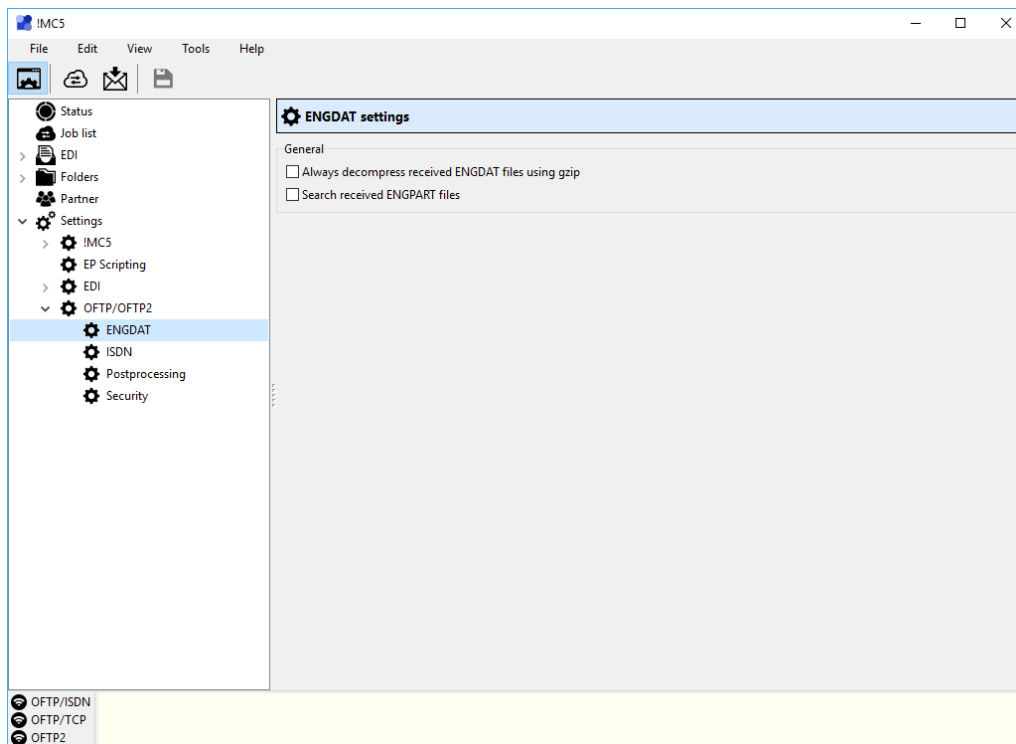 !MC5
File Edit View Tools Help
Status
Job list
EDI
Folders
Partner
Settings
!MC5
EP Scripting
EDI
OFTP/OFTP2
ENGDAT
ISDN
Postprocessing
Security
ENGDAT settings
General
Always decompress received ENGDAT files using gzip
Search received ENGPART files
OFTP/ISDN
OFTP/TCP
OFTP2